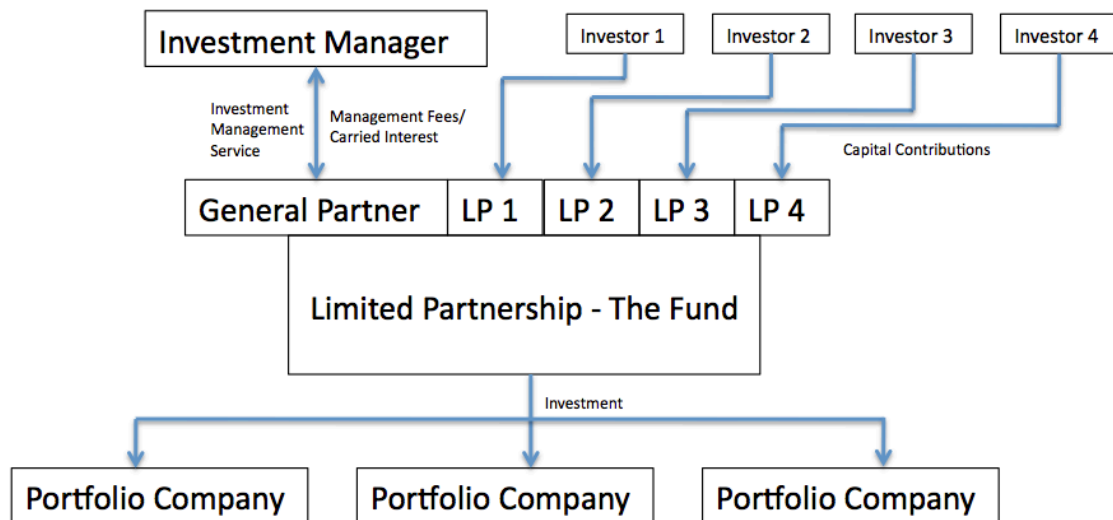 Investment Manager
Investor 1
Investor 2
Investor 3
Investor 4
Investment
Management
Service
Management Fees/
Carried Interest
Capital Contributions
General Partner
LP 1
LP 2
LP 3
LP 4
Limited Partnership - The Fund
Investment
Portfolio Company
Portfolio Company
Portfolio Company